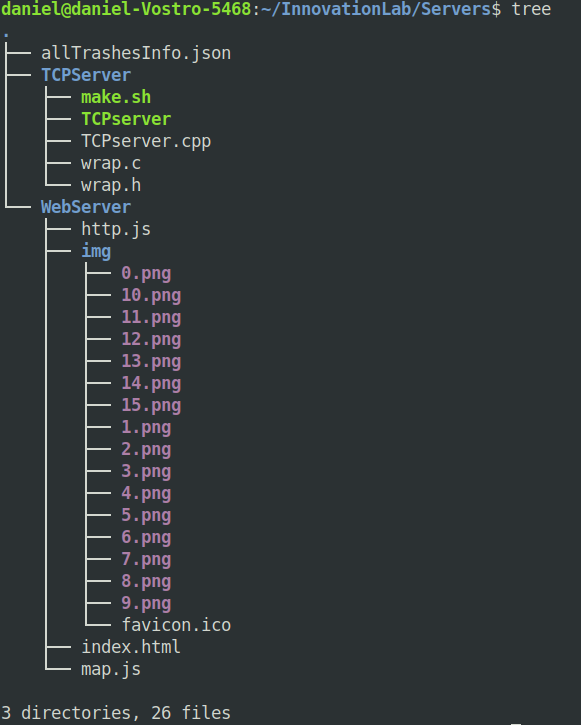 daniel@daniel-Vostro-5468:~/InnovationLab/Servers$ tree
.
├── allTrashesInfo.json
├── TCPServer
│   ├── make.sh
│   ├── TCPserver
│   ├── TCPserver.cpp
│   ├── wrap.c
│   └── wrap.h
└── WebServer
    ├── http.js
    ├── img
    │   ├── 0.png
    │   ├── 10.png
    │   ├── 11.png
    │   ├── 12.png
    │   ├── 13.png
    │   ├── 14.png
    │   ├── 15.png
    │   ├── 1.png
    │   ├── 2.png
    │   ├── 3.png
    │   ├── 4.png
    │   ├── 5.png
    │   ├── 6.png
    │   ├── 7.png
    │   ├── 8.png
    │   ├── 9.png
    │   └── favicon.ico
    ├── index.html
    └── map.js
3 directories, 26 files